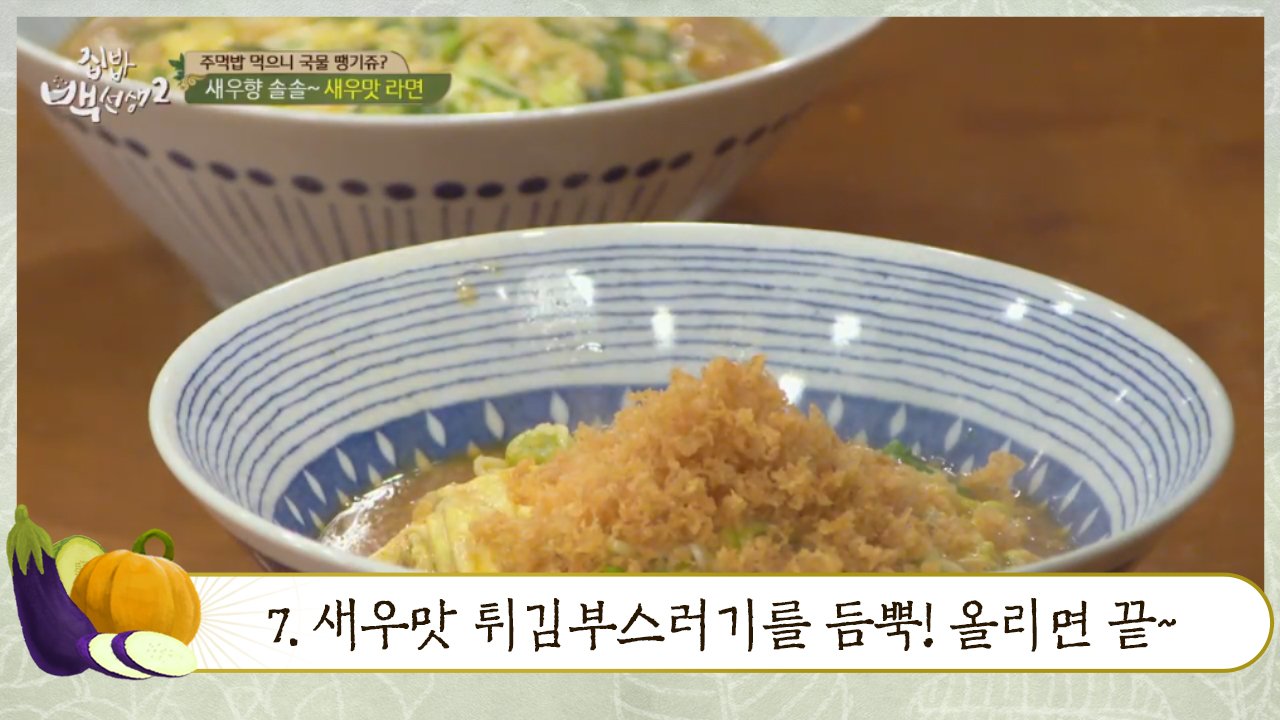 집밥
백선생2
주먹밥 먹으니 국물 땡기쥬?
새우향 솔솔~ 새우맛 라면
7. 새우맛 튀김부스러기를 듬뿍! 올리면 끝~